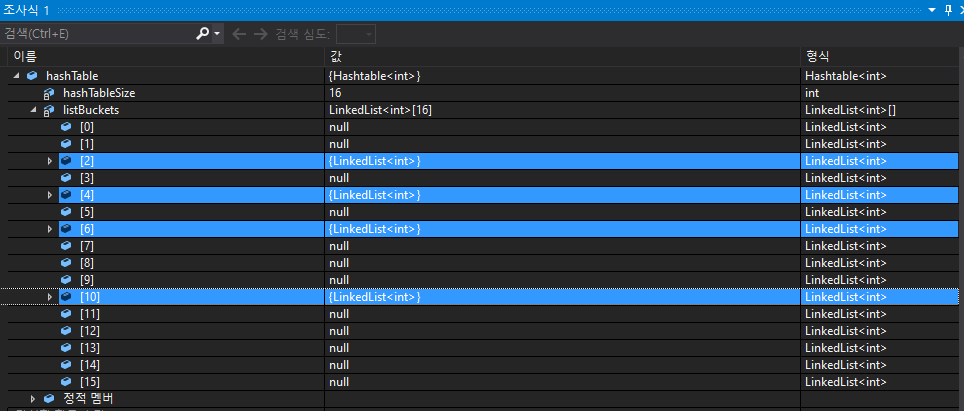 조사식 1
검색(Ctrl+E) 검색 심도:
이름 값 형식
hashTable {Hashtable<int>} Hashtable<int>
hashTableSize 16 int
listBuckets LinkedList<int>[16] LinkedList<int>[]
[0] null LinkedList<int>
[1] null LinkedList<int>
[2] {LinkedList<int>} LinkedList<int>
[3] null LinkedList<int>
[4] {LinkedList<int>} LinkedList<int>
[5] null LinkedList<int>
[6] {LinkedList<int>} LinkedList<int>
[7] null LinkedList<int>
[8] null LinkedList<int>
[9] null LinkedList<int>
[10] {LinkedList<int>} LinkedList<int>
[11] null LinkedList<int>
[12] null LinkedList<int>
[13] null LinkedList<int>
[14] null LinkedList<int>
[15] null LinkedList<int>
정적 멤버